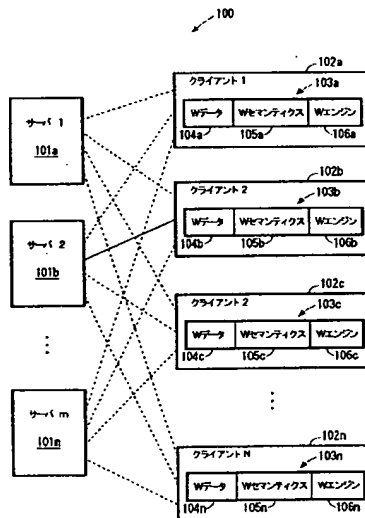 100
サーバ 1
101a
サーバ 2
101b
サーバ m
101m
102a
クライアント 1
103a
Wデータ Wセマンティクス Wエンジン
104a 105a 106a
102b
クライアント 2
103b
Wデータ Wセマンティクス Wエンジン
104b 105b 106b
102c
クライアント 2
103c
Wデータ Wセマンティクス Wエンジン
104c 105c 106c
102n
クライアント N
103n
Wデータ Wセマンティクス Wエンジン
104n 105n 106n